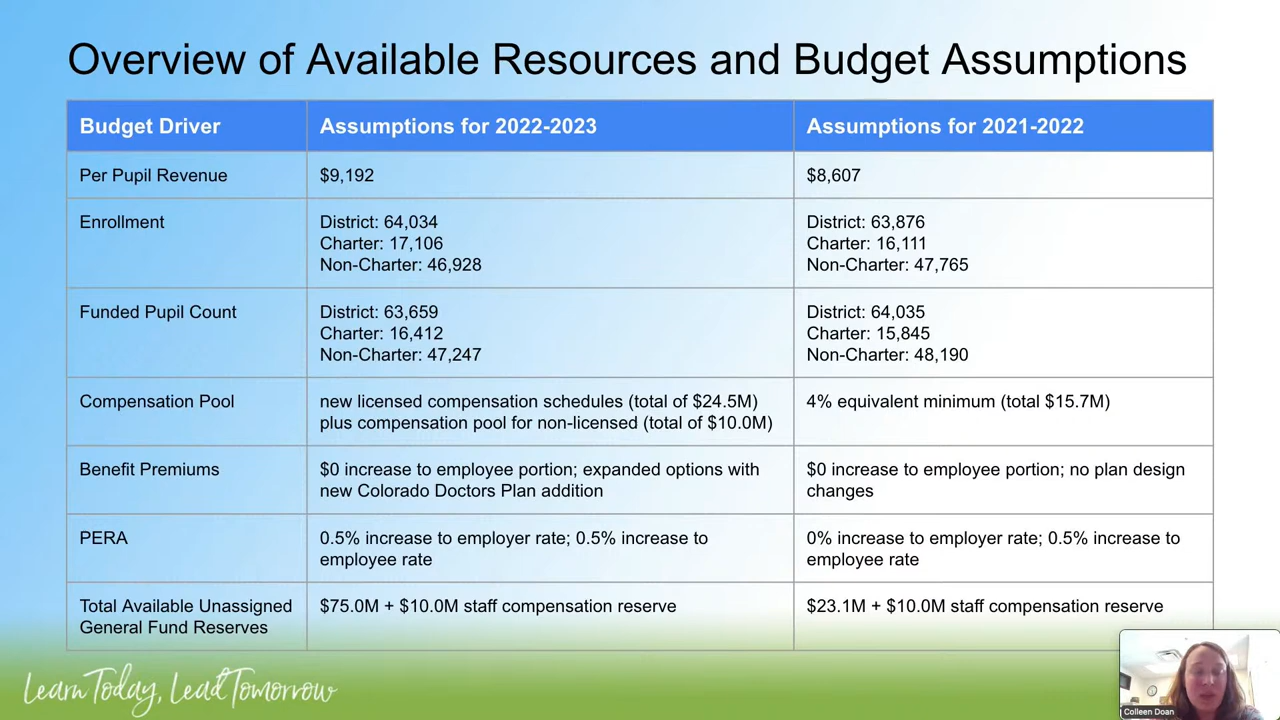 Overview of Available Resources and Budget Assumptions
Budget Driver
Assumptions for 2022-2023
Assumptions for 2021-2022
Per Pupil Revenue
$9,192
$8,607
Enrollment
District: 64,034
Charter: 17,106
Non-Charter: 46,928
District: 63,876
Charter: 16,111
Non-Charter: 47,765
Funded Pupil Count
District: 63,659
Charter: 16,412
Non-Charter: 47,247
District: 64,035
Charter: 15,845
Non-Charter: 48,190
Compensation Pool
new licensed compensation schedules (total of $24.5M)
plus compensation pool for non-licensed (total of $10.0M)
4% equivalent minimum (total $15.7M)
Benefit Premiums
$0 increase to employee portion; expanded options with
new Colorado Doctors Plan addition
$0 increase to employee portion; no plan design
changes
PERA
0.5% increase to employer rate; 0.5% increase to
employee rate
0% increase to employer rate; 0.5% increase to
employee rate
Total Available Unassigned
General Fund Reserves
$75.0M + $10.0M staff compensation reserve
$23.1M + $10.0M staff compensation reserve
Learn Today, Lead Tomorrow
Colleen Doan